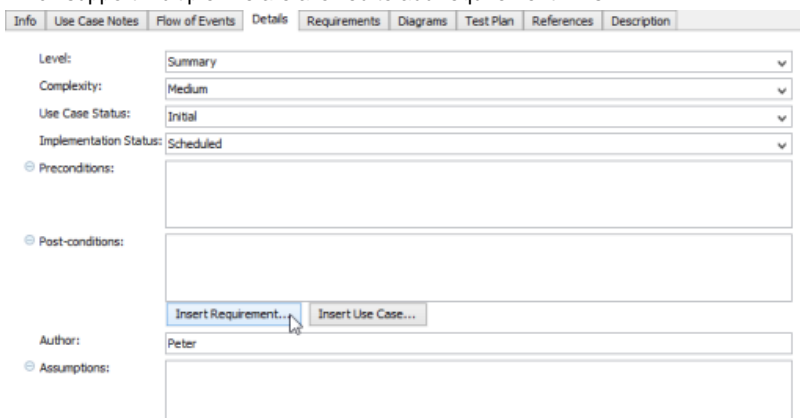 Info Use Case Notes Flow of Events Details Requirements Diagrams Test Plan References Description
Level: Summary
Complexity: Medium
Use Case Status: Initial
Implementation Status: Scheduled
Preconditions:
Post-conditions:
Insert Requirement... Insert Use Case...
Author: Peter
Assumptions: